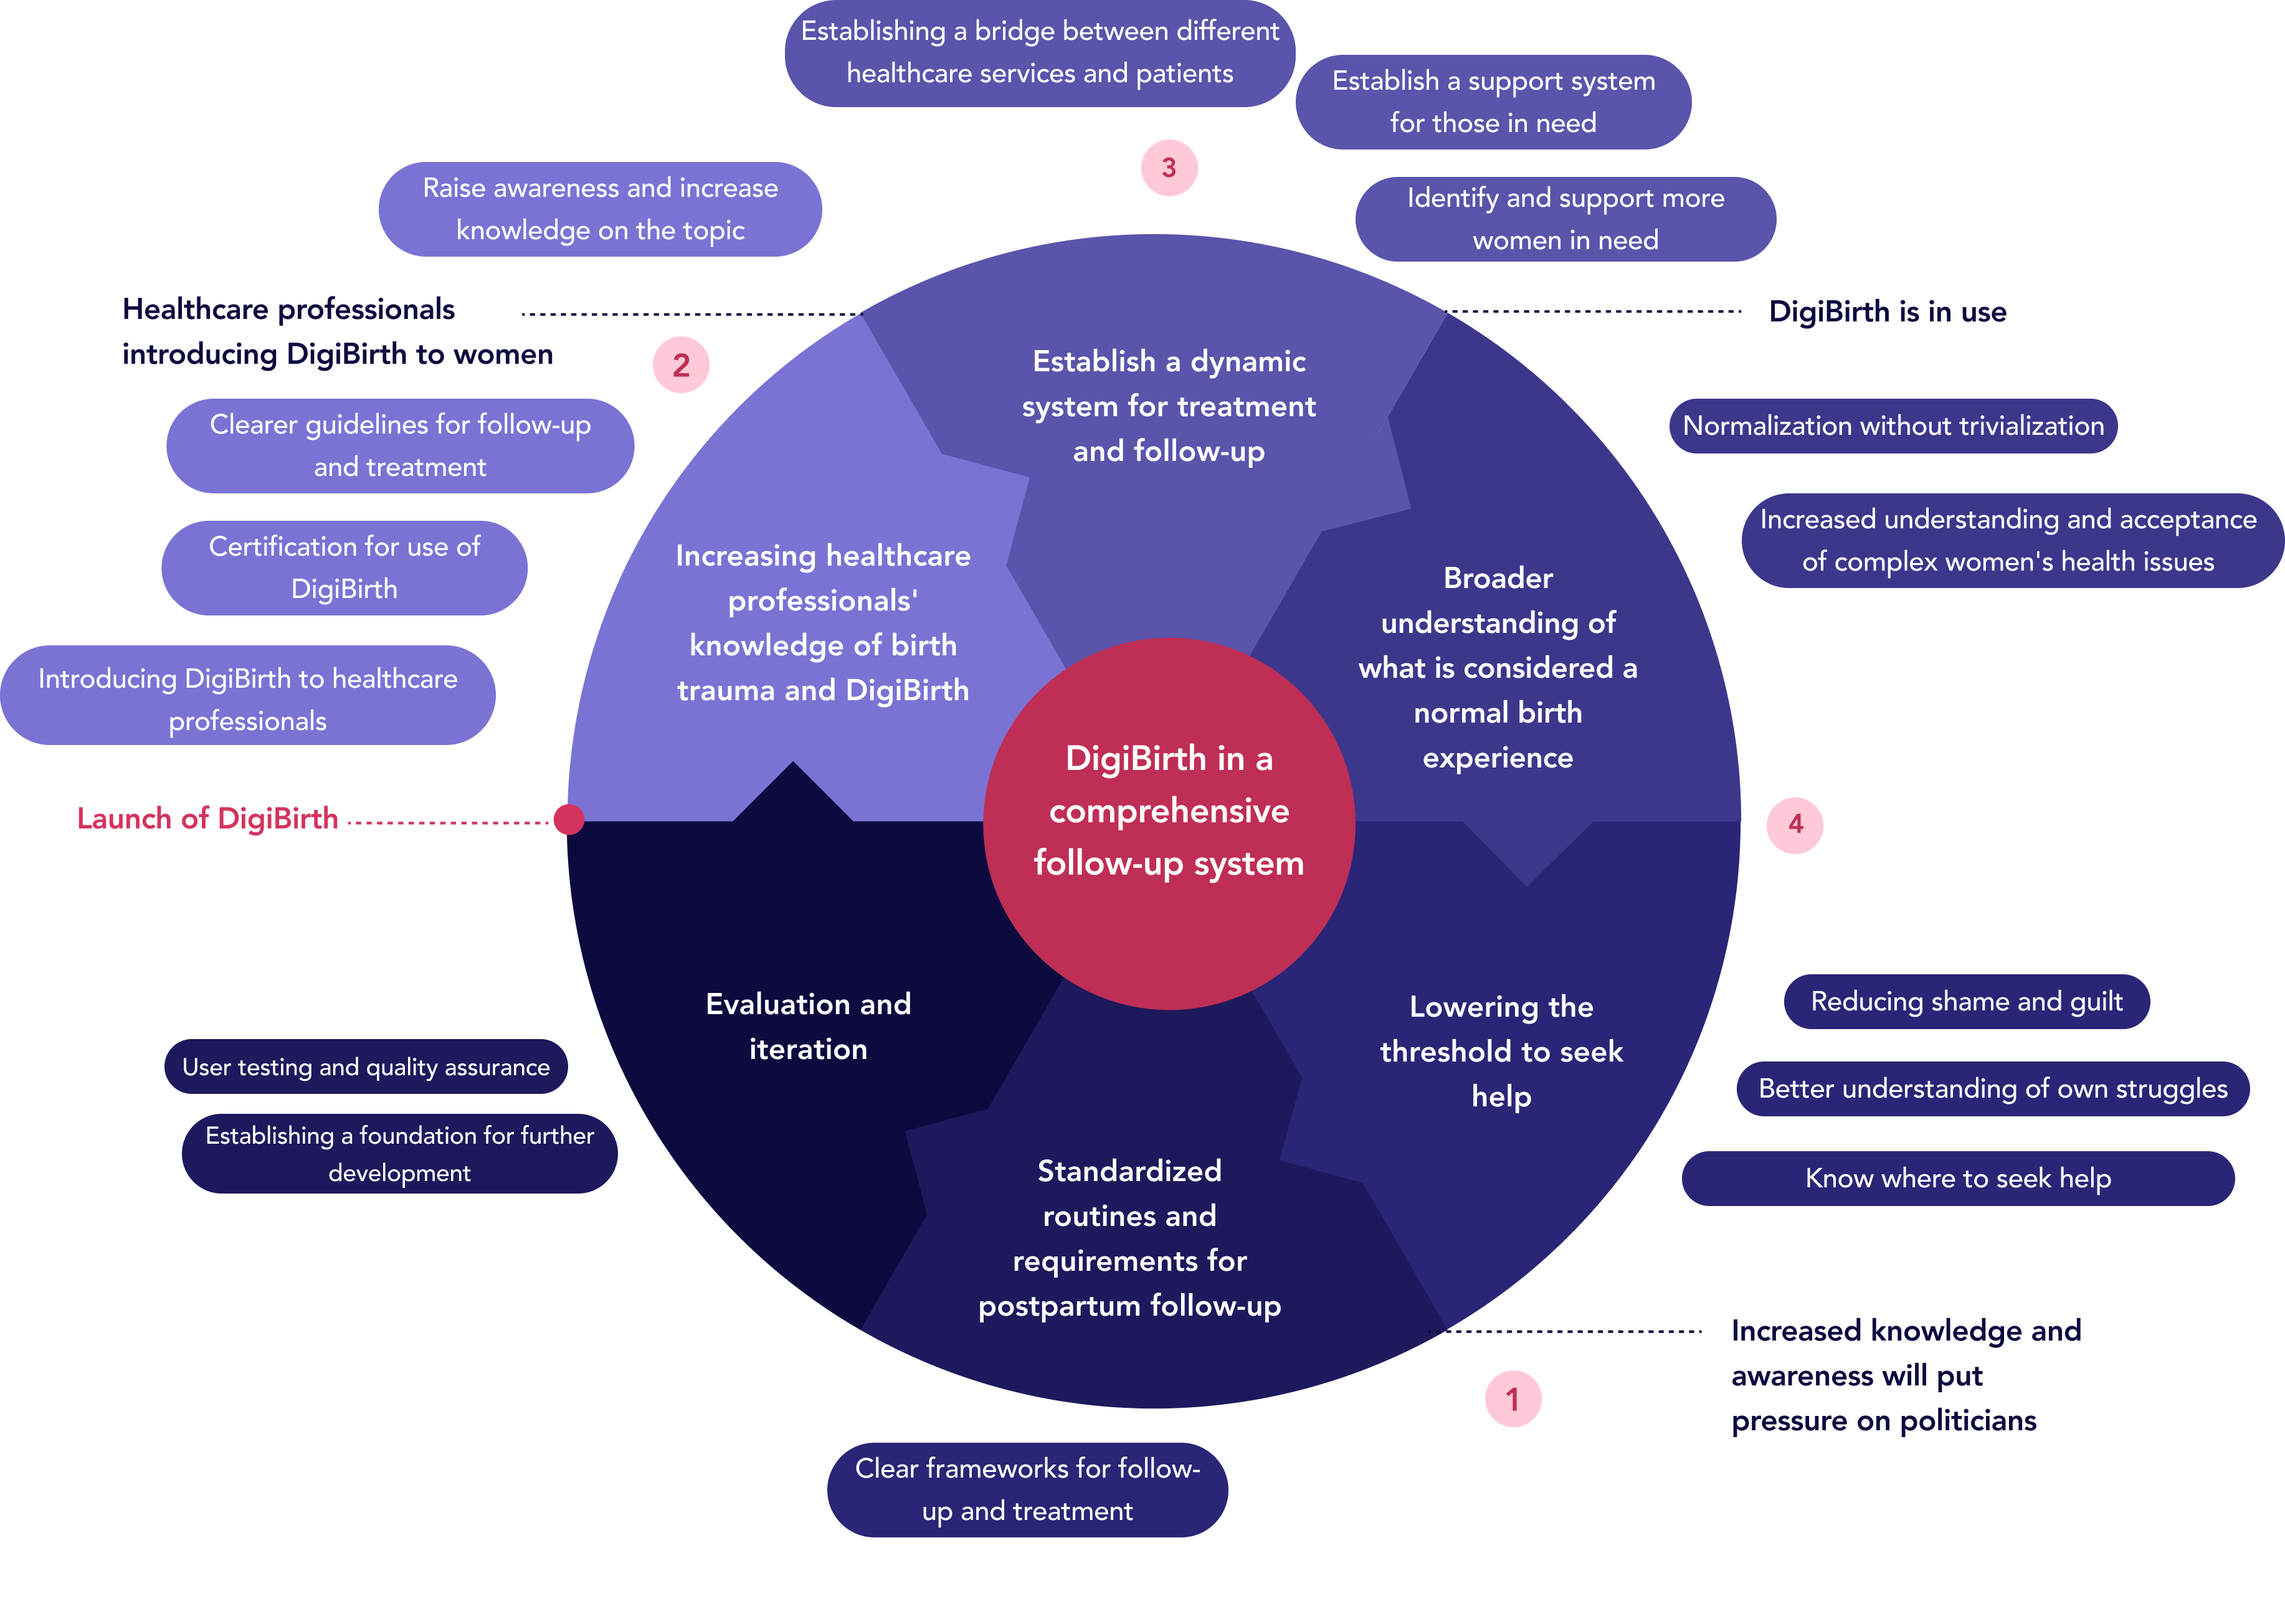 Establishing a bridge between different
healthcare services and patients
Establish a support system
for those in need
3
Identify and support more
women in need
Raise awareness and increase
knowledge on the topic
Healthcare professionals
introducing DigiBirth to women
DigiBirth is in use
2
Clearer guidelines for follow-up
and treatment
Certification for use of
DigiBirth
Introducing DigiBirth to healthcare
professionals
Establish a dynamic
system for treatment
and follow-up
Normalization without trivialization
Increased understanding and acceptance
of complex women's health issues
Increasing healthcare
professionals'
knowledge of birth
trauma and DigiBirth
Broader
understanding of
what is considered a
normal birth
experience
DigiBirth in a
comprehensive
follow-up system
Launch of DigiBirth
4
Evaluation and
iteration
Lowering the
threshold to seek
help
Reducing shame and guilt
Better understanding of own struggles
Know where to seek help
User testing and quality assurance
Establishing a foundation for further
development
Standardized
routines and
requirements for
postpartum follow-up
Increased knowledge and
awareness will put
pressure on politicians
1
Clear frameworks for follow-
up and treatment